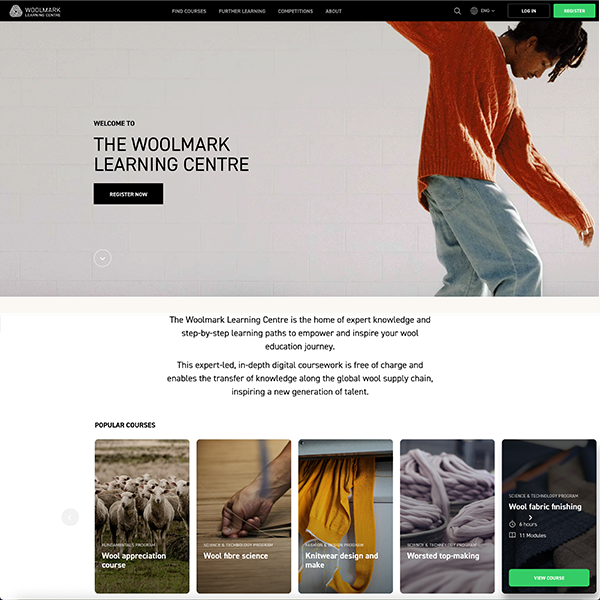 WOOLMARK
LEARNING CENTRE
FIND COURSES
FURTHER LEARNING
COMPETITIONS
ABOUT
ENG
LOG IN
REGISTER
WELCOME TO
THE WOOLMARK
LEARNING CENTRE
REGISTER NOW
The Woolmark Learning Centre is the home of expert knowledge and
step-by-step learning paths to empower and inspire your wool
education journey.
This expert-led, in-depth digital coursework is free of charge and
enables the transfer of knowledge along the global wool supply chain,
inspiring a new generation of talent.
POPULAR COURSES
FUNDAMENTALS PROGRAM
Wool appreciation
course
SCIENCE & TECHNOLOGY PROGRAM
Wool fibre science
FASHION & DESIGN PROGRAM
Knitwear design and
make
SCIENCE & TECHNOLOGY PROGRAM
Worsted top-making
SCIENCE & TECHNOLOGY PROGRAM
Wool fabric finishing
6 hours
11 Modules
VIEW COURSE